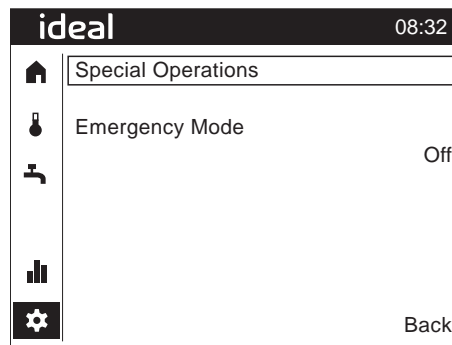 ideal 08:32
Special Operations
Emergency Mode
Off
Back